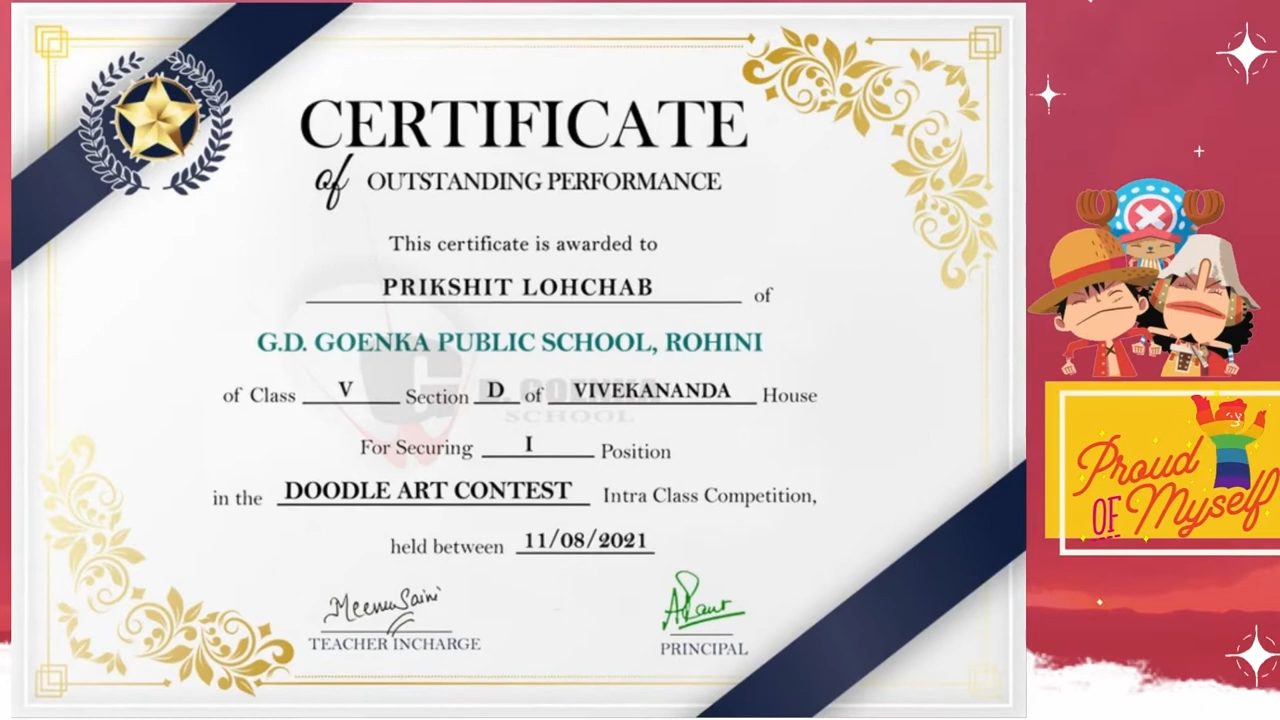 CERTIFICATE
of OUTSTANDING PERFORMANCE
This certificate is awarded to
PRIKSHIT LOHCHAB of
G.D. GOENKA PUBLIC SCHOOL, ROHINI
of Class V Section D of VIVEKANANDA House
G D. GOENKA
SCHOOL
For Securing I Position
in the DOODLE ART CONTEST Intra Class Competition,
held between 11/08/2021
Meenu Saini
TEACHER INCHARGE
PRINCIPAL
Proud
OF Myself